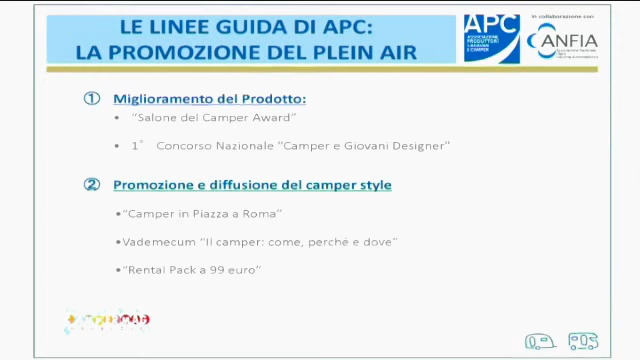 LE LINEE GUIDA DI APC:
LA PROMOZIONE DEL PLEIN AIR
APC
ASSOCIAZIONE
PRODUTTORI
CARAVAN E CAMPER
In collaborazione con
ANFIA
① Miglioramento del Prodotto:
• "Salone del Camper Award"
• 1° Concorso Nazionale "Camper e Giovani Designer"
② Promozione e diffusione del camper style
• "Camper in Piazza a Roma"
• Vademecum "Il camper: come, perché e dove"
• "Rental Pack a 99 euro"